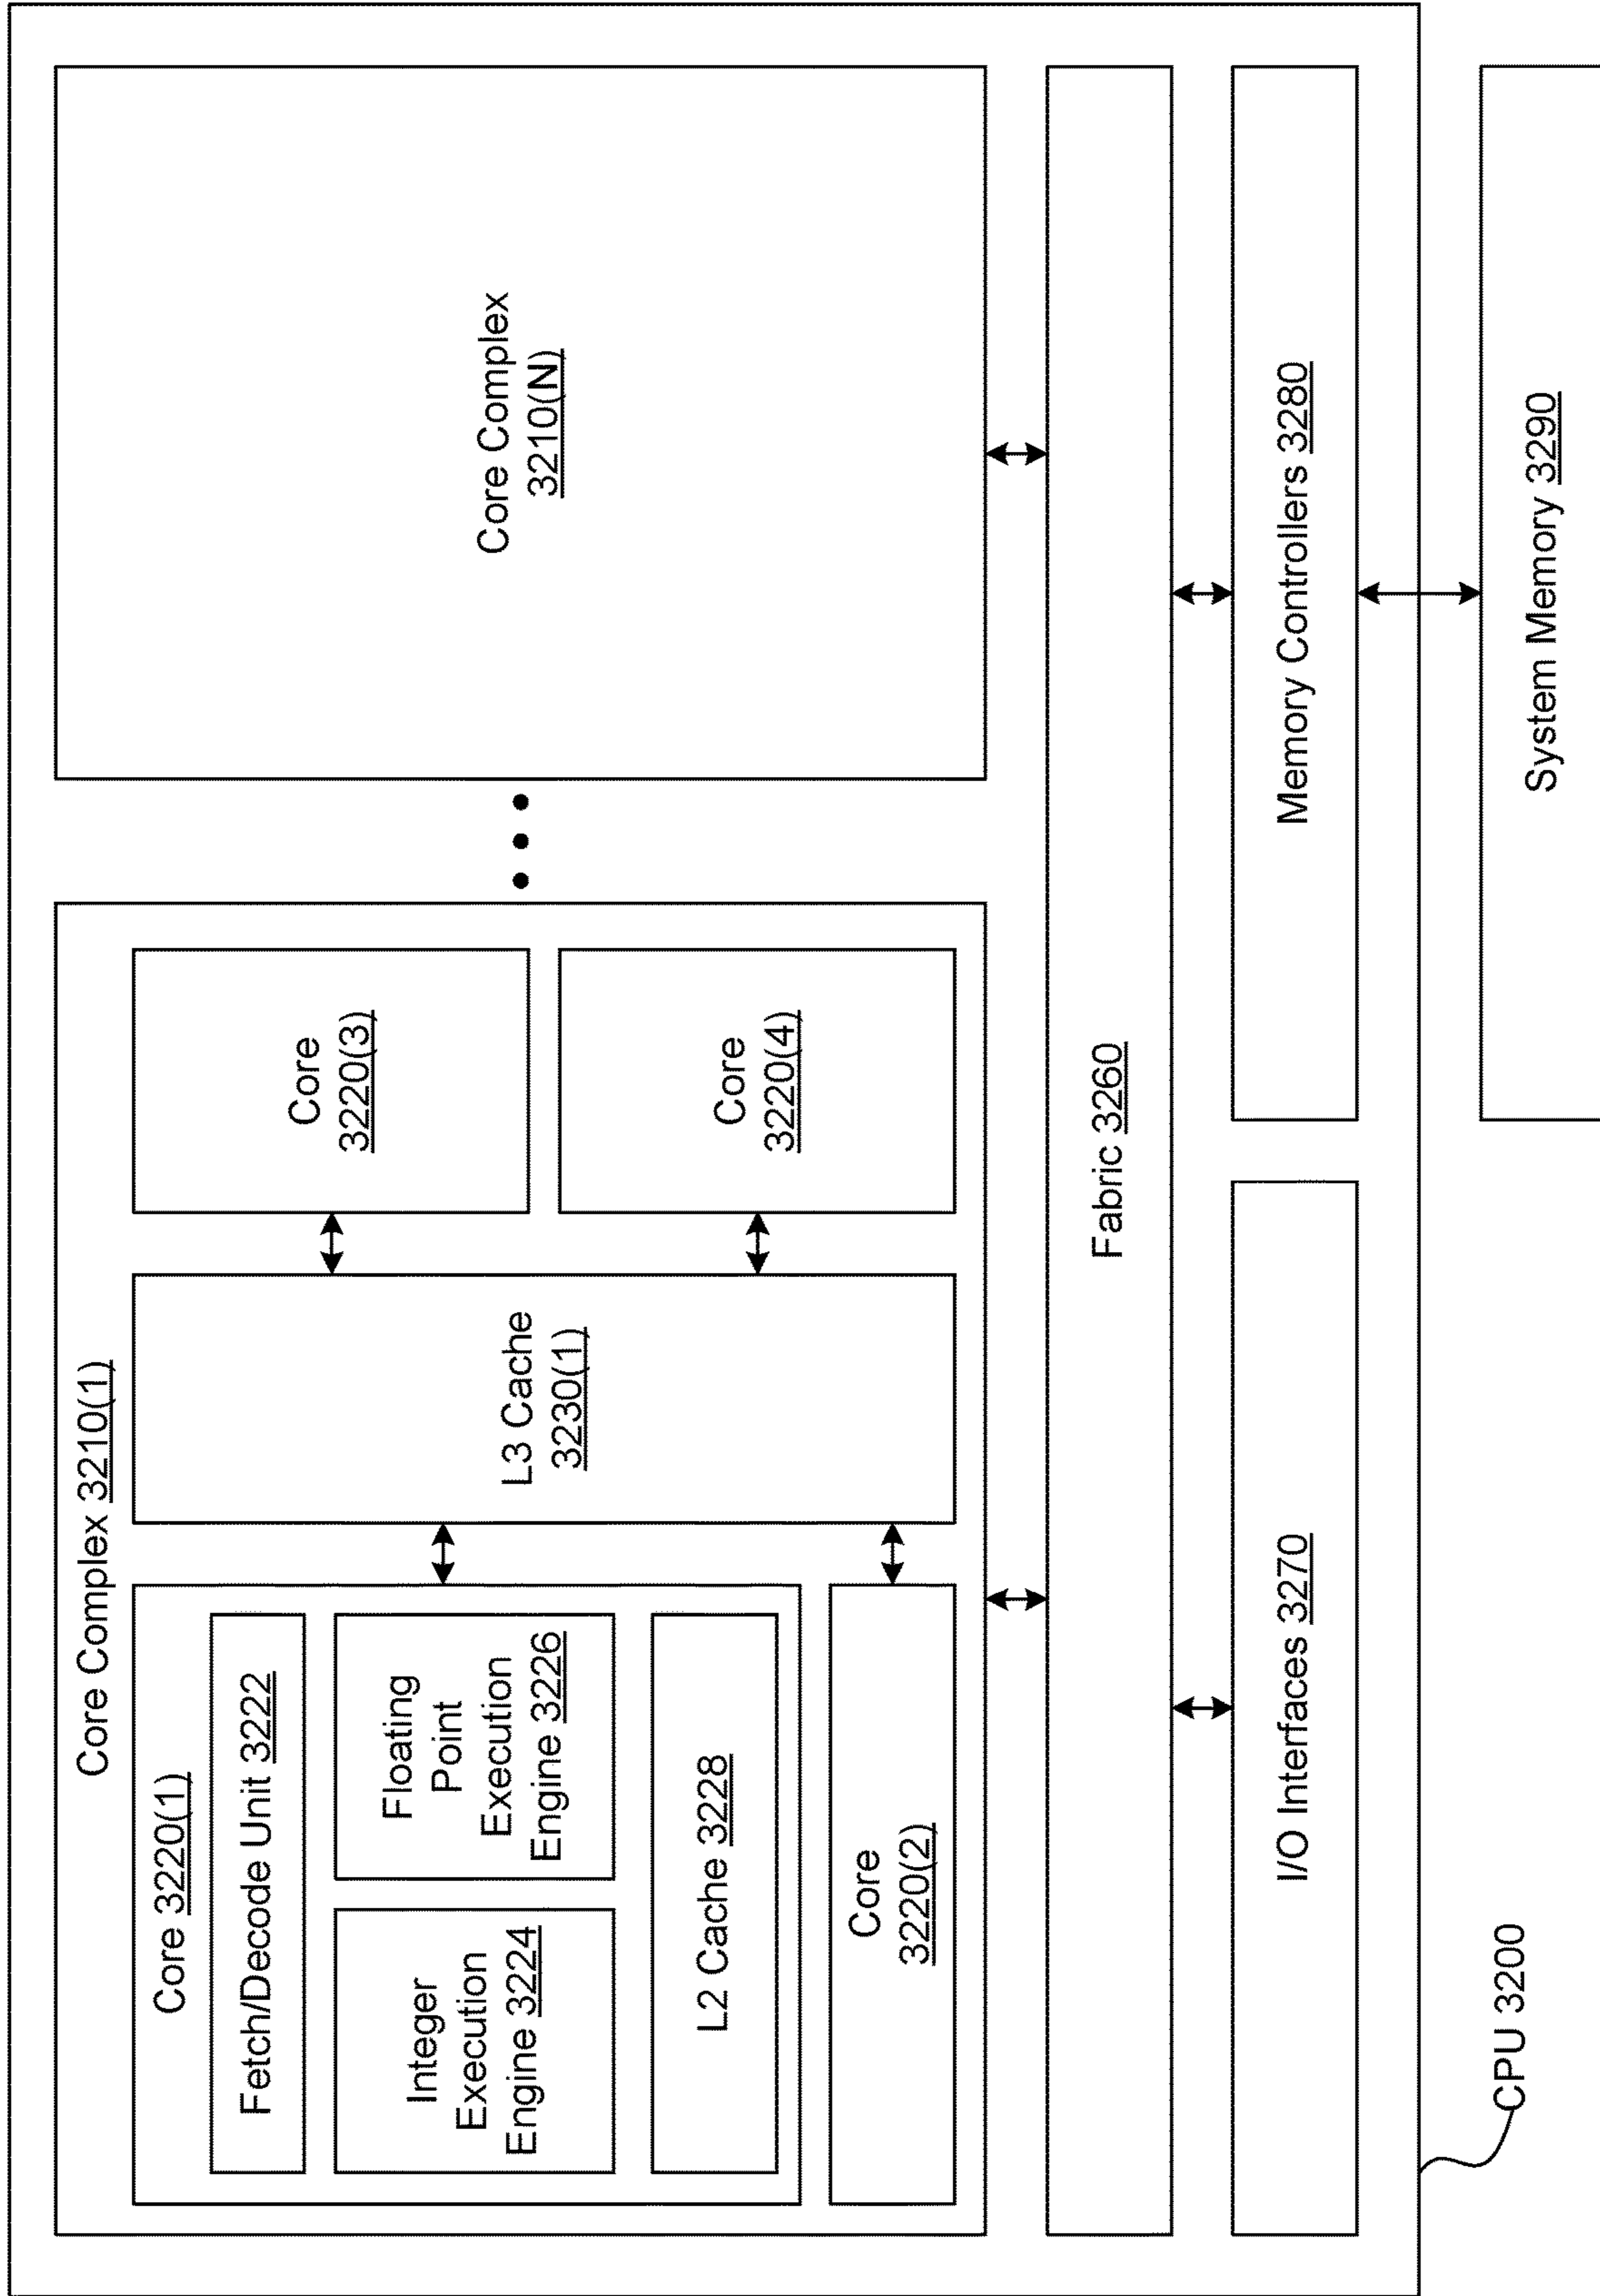 Core Complex 3210(1)
Core 3220(1)
Fetch/Decode Unit 3222
Integer
Execution
Engine 3224
Floating
Point
Execution
Engine 3226
L2 Cache 3228
Core
3220(2)
L3 Cache
3230(1)
Core
3220(3)
Core
3220(4)
Core Complex
3210(N)
Fabric 3260
I/O Interfaces 3270
Memory Controllers 3280
CPU 3200
System Memory 3290